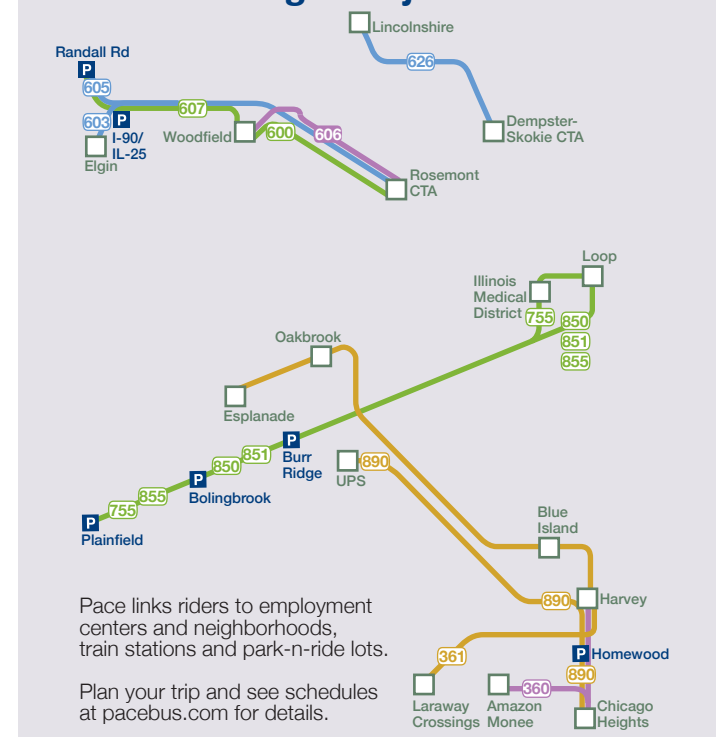 Lincolnshire
Randall Rd
P
626
605
607
P
603
Dempster-
Skokie CTA
Woodfield
600
606
I-90/
IL-25
Elgin
Rosemont
CTA
Loop
Illinois
Medical
District
755
850
851
855
Oakbrook
Esplanade
P
Burr
Ridge
851
850
890
UPS
P
Bolingbrook
855
755
P
Plainfield
Blue
Island
Pace links riders to employment
centers and neighborhoods,
train stations and park-n-ride lots.
Plan your trip and see schedules
at pacebus.com for details.
890
Harvey
P
Homewood
361
890
360
Laraway
Crossings
Amazon
Monee
Chicago
Heights